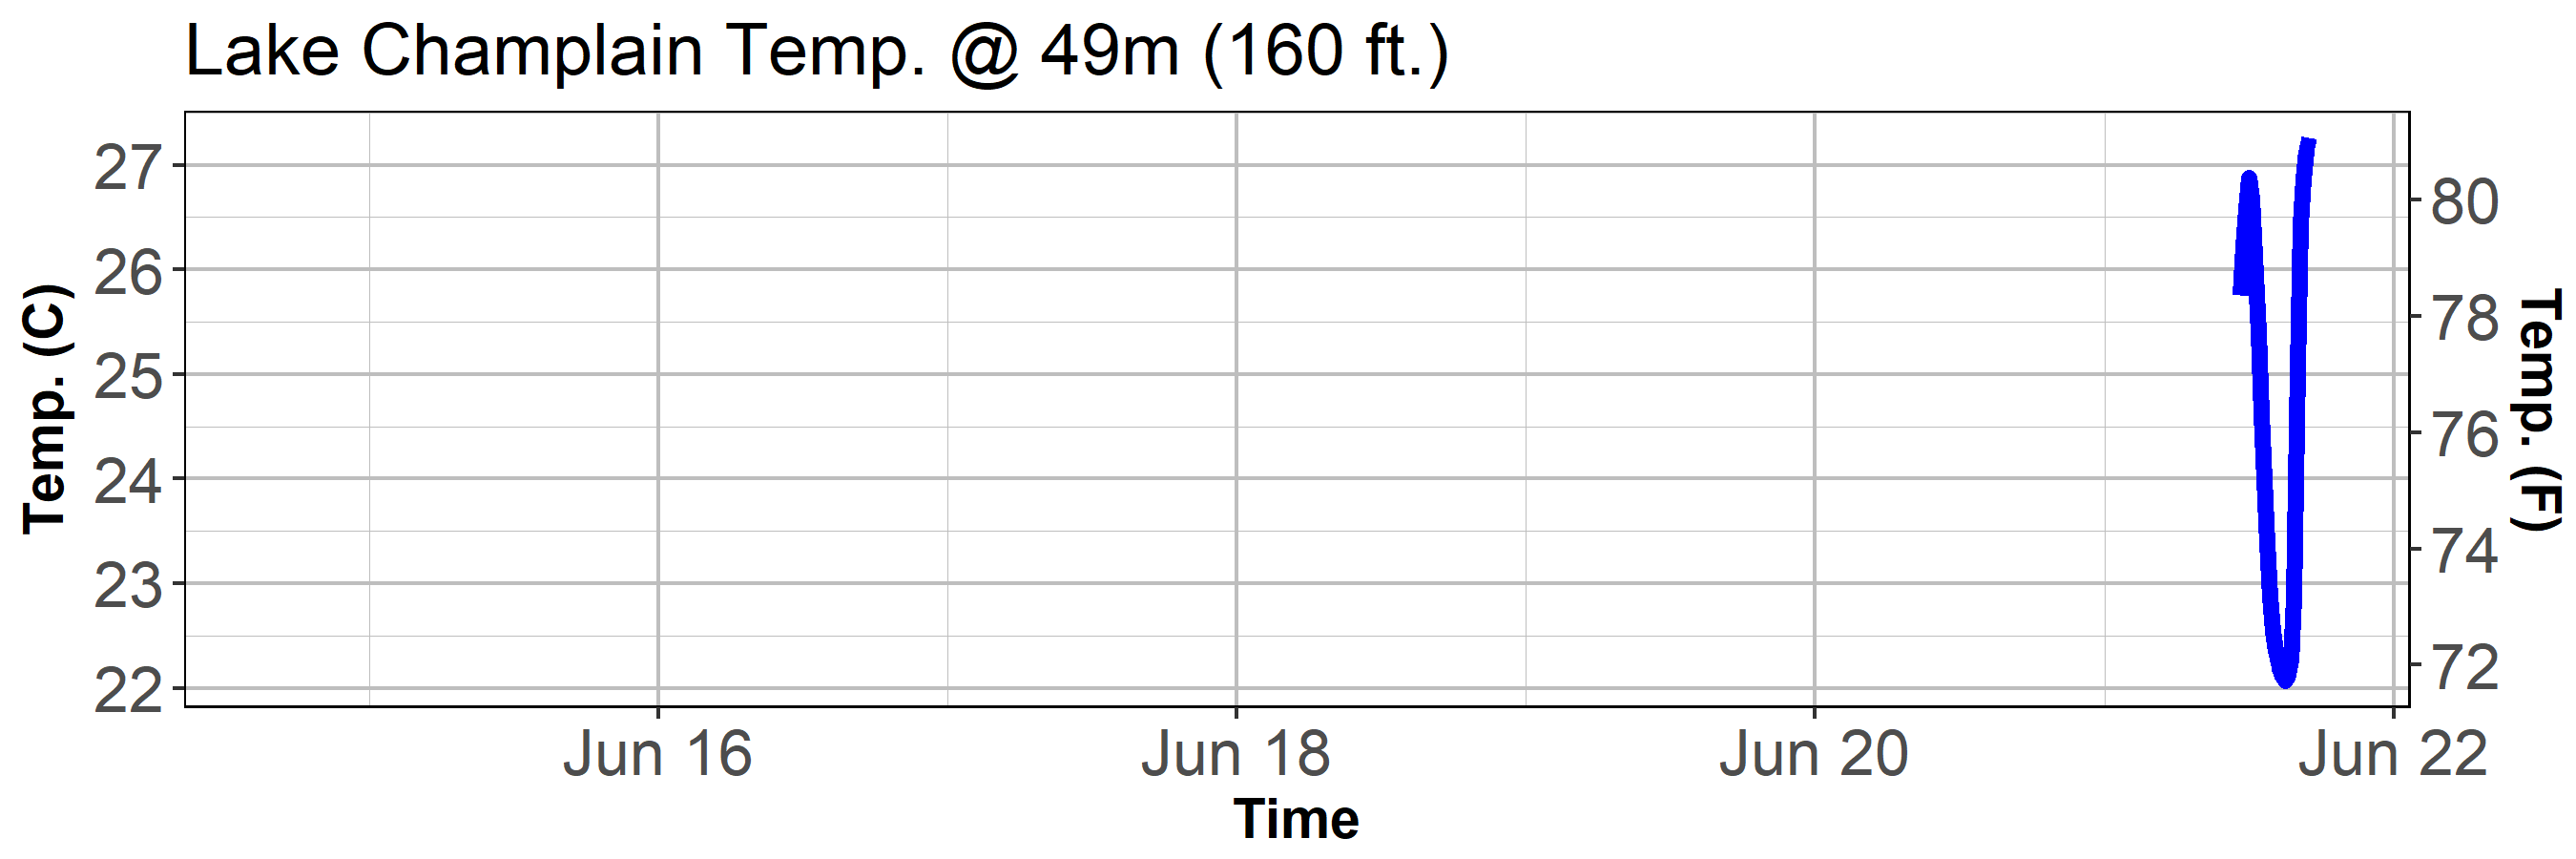 Lake Champlain Temp. @ 49m (160 ft.)
Temp. (C)
27
26
25
24
23
22
80
78
76
74
72
Temp. (F)
Jun 16
Jun 18
Jun 20
Jun 22
Time